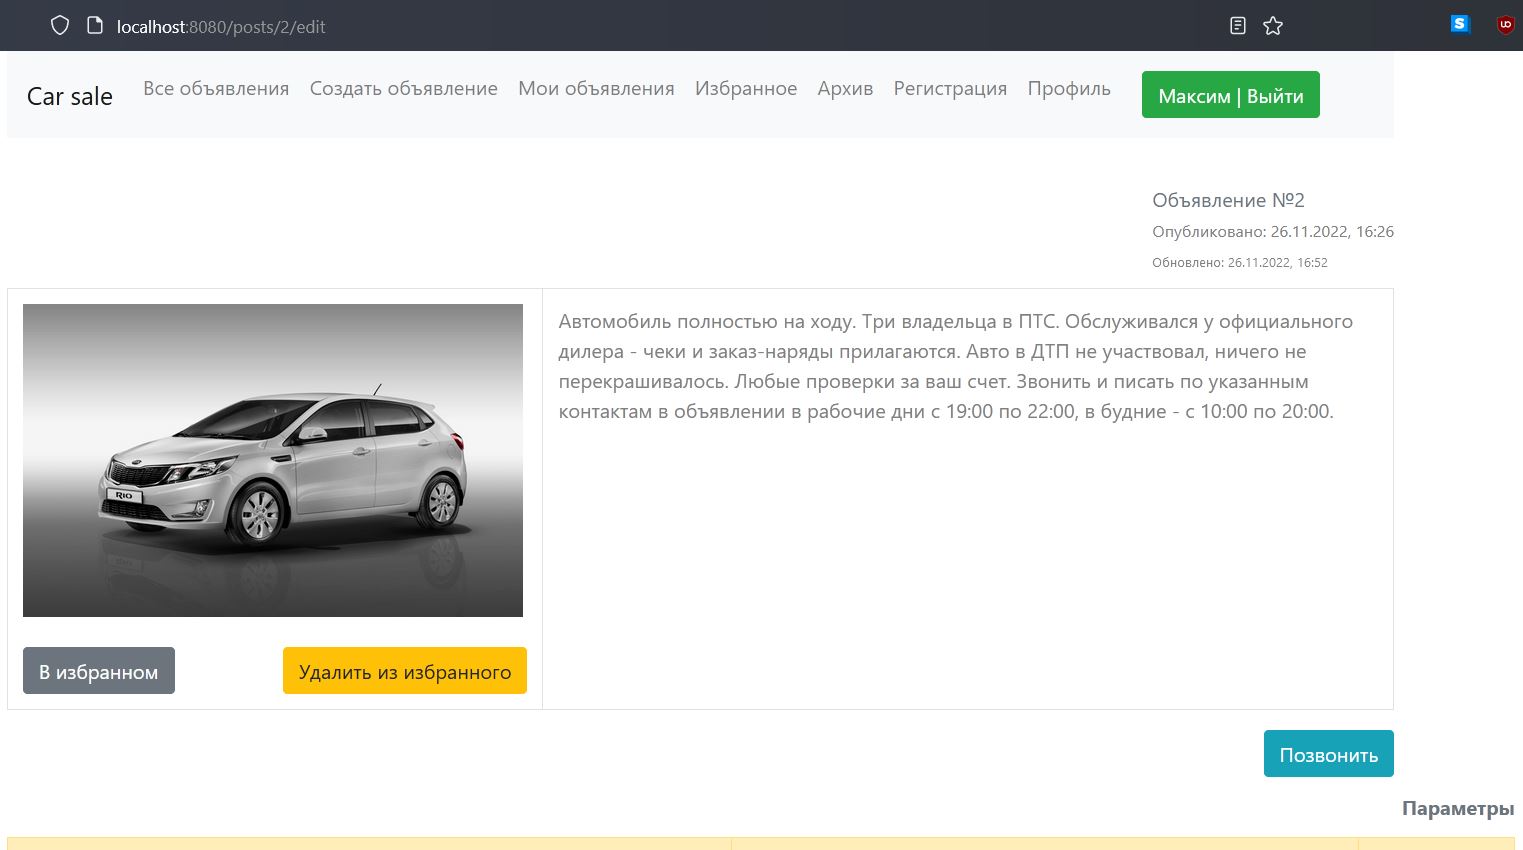 localhost:8080/posts/2/edit
Car sale
Все объявления
Создать объявление
Мои объявления
Избранное
Архив
Регистрация
Профиль
Максим | Выйти
Объявление №2
Опубликовано: 26.11.2022, 16:26
Обновлено: 26.11.2022, 16:52
Автомобиль полностью на ходу. Три владельца в ПТС. Обслуживался у официального
дилера - чеки и заказ-наряды прилагаются. Авто в ДТП не участвовал, ничего не
перекрашивалось. Любые проверки за ваш счет. Звонить и писать по указанным
контактам в объявлении в рабочие дни с 19:00 по 22:00, в будние - с 10:00 по 20:00.
RIO
В избранном
Удалить из избранного
Позвонить
Параметры